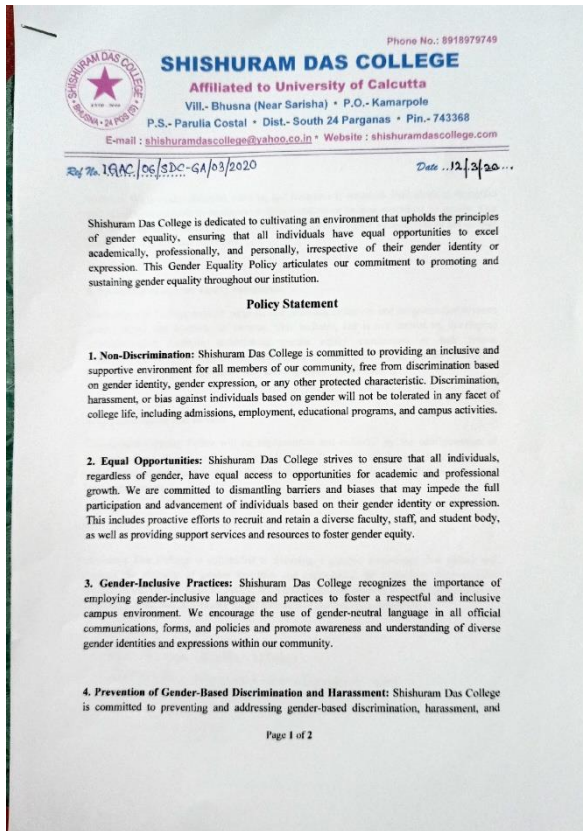 Phone No.: 8918979749
SHISHURAM DAS COLLEGE
SHISHURAM DAS COLLEGE
BHUSNA • 24 PGS (S)
Affiliated to University of Calcutta
Vill.- Bhusna (Near Sarisha) • P.O.- Kamarpole
P.S.- Parulia Costal • Dist.- South 24 Parganas • Pin.- 743368
E-mail : shishuramdascollege@yahoo.co.in • Website : shishuramdascollege.com
Ref No. IQAC/06/SDC-GA/03/2020 Date ..12/3/20...
Shishuram Das College is dedicated to cultivating an environment that upholds the principles
of gender equality, ensuring that all individuals have equal opportunities to excel
academically, professionally, and personally, irrespective of their gender identity or
expression. This Gender Equality Policy articulates our commitment to promoting and
sustaining gender equality throughout our institution.
Policy Statement
1. Non-Discrimination: Shishuram Das College is committed to providing an inclusive and
supportive environment for all members of our community, free from discrimination based
on gender identity, gender expression, or any other protected characteristic. Discrimination,
harassment, or bias against individuals based on gender will not be tolerated in any facet of
college life, including admissions, employment, educational programs, and campus activities.
2. Equal Opportunities: Shishuram Das College strives to ensure that all individuals,
regardless of gender, have equal access to opportunities for academic and professional
growth. We are committed to dismantling barriers and biases that may impede the full
participation and advancement of individuals based on their gender identity or expression.
This includes proactive efforts to recruit and retain a diverse faculty, staff, and student body,
as well as providing support services and resources to foster gender equity.
3. Gender-Inclusive Practices: Shishuram Das College recognizes the importance of
employing gender-inclusive language and practices to foster a respectful and inclusive
campus environment. We encourage the use of gender-neutral language in all official
communications, forms, and policies and promote awareness and understanding of diverse
gender identities and expressions within our community.
4. Prevention of Gender-Based Discrimination and Harassment: Shishuram Das College
is committed to preventing and addressing gender-based discrimination, harassment, and
Page 1 of 2